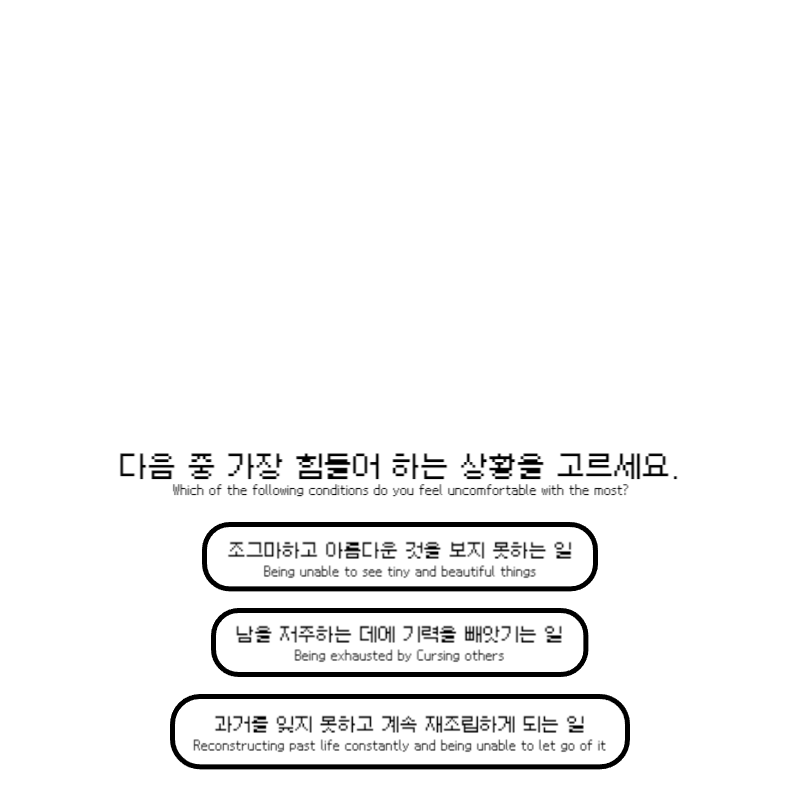 다음 중 가장 힘들어 하는 상황을 고르세요.
Which of the following conditions do you feel uncomfortable with the most?
조그마하고 아름다운 것을 보지 못하는 일
Being unable to see tiny and beautiful things
남을 저주하는 데에 기력을 빼앗기는 일
Being exhausted by Cursing others
과거를 잊지 못하고 계속 재조립하게 되는 일
Reconstructing past life constantly and being unable to let go of it